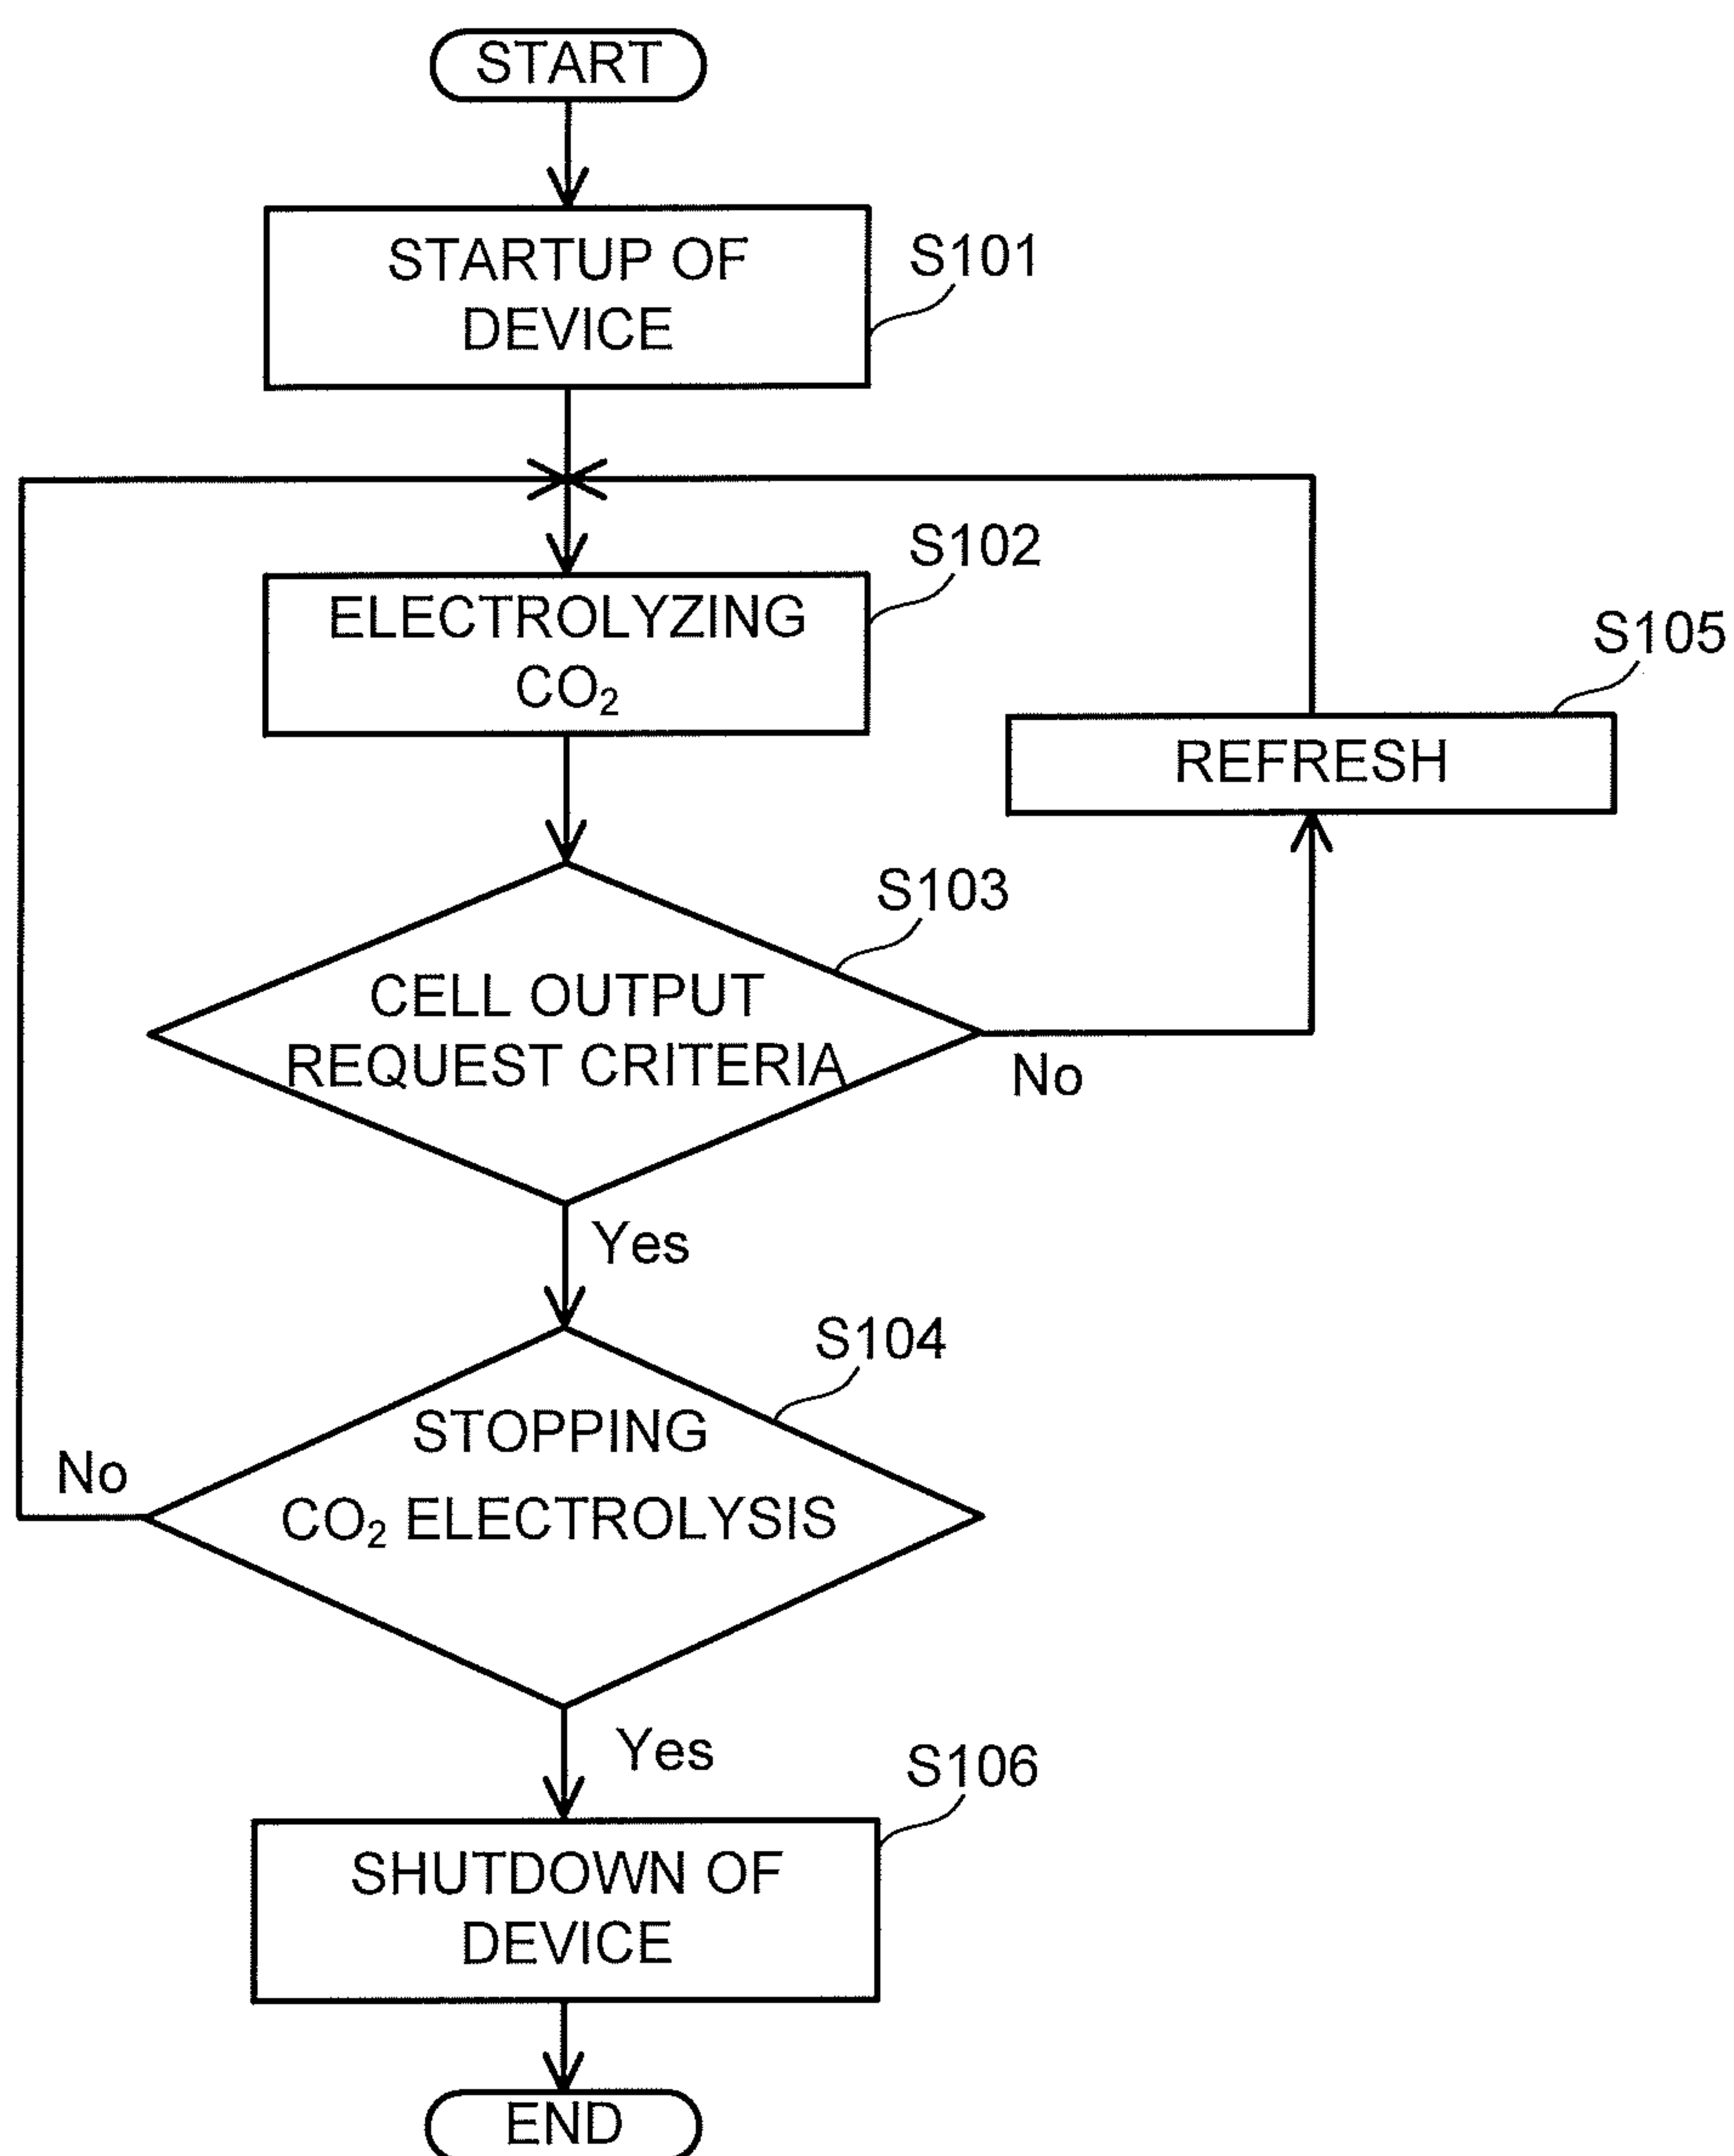 START
STARTUP OF
DEVICE
S101
S102
ELECTROLYZING
CO₂
S105
REFRESH
S103
CELL OUTPUT
REQUEST CRITERIA
No
Yes
S104
STOPPING
No
CO₂ ELECTROLYSIS
Yes
S106
SHUTDOWN OF
DEVICE
END